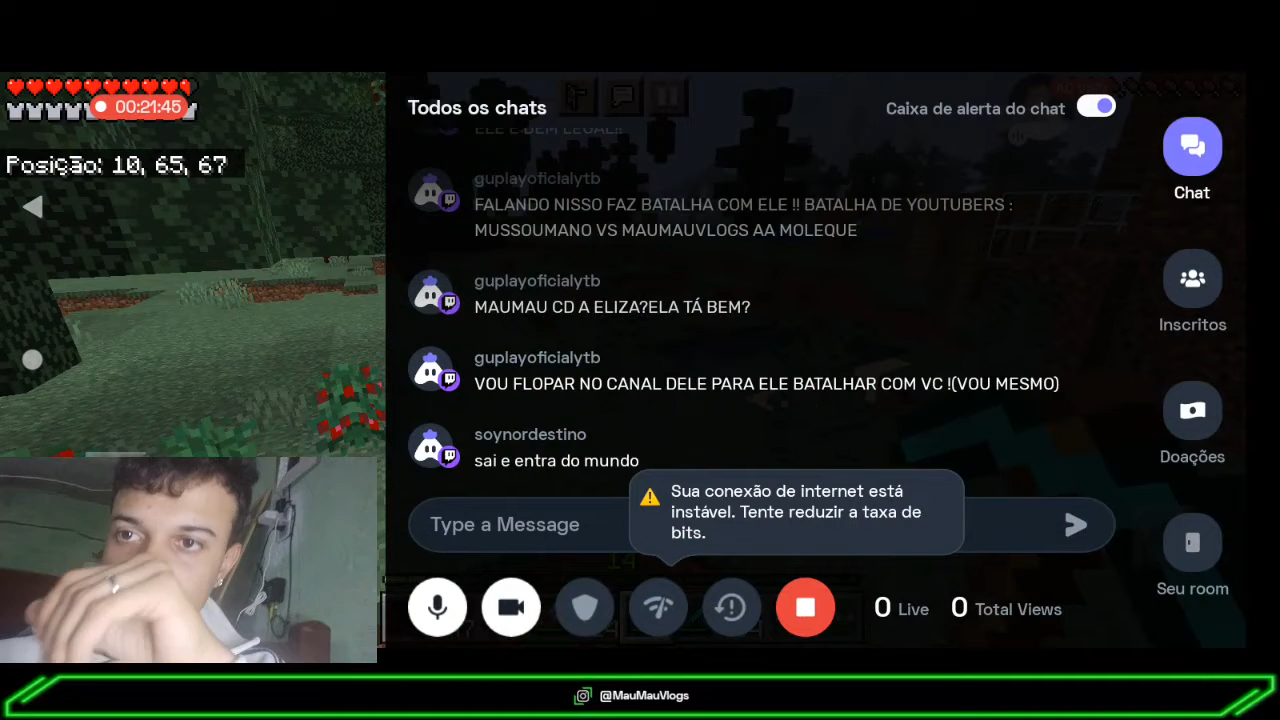 00:21:45
Posição: 10, 65, 67
Todos os chats
Caixa de alerta do chat
ELE É BEM LEGAL!!
guplayoficialytb
FALANDO NISSO FAZ BATALHA COM ELE !! BATALHA DE YOUTUBERS :
MUSSOUMANO VS MAUMAUVLOGS AA MOLEQUE
guplayoficialytb
MAUMAU CD A ELIZA?ELA TÁ BEM?
guplayoficialytb
VOU FLOPAR NO CANAL DELE PARA ELE BATALHAR COM VC !(VOU MESMO)
soynordestino
sai e entra do mundo
Sua conexão de internet está
instável. Tente reduzir a taxa de
bits.
Type a Message
14
0 Live 0 Total Views
Chat
Inscritos
Doações
Seu room
@MauMauVlogs